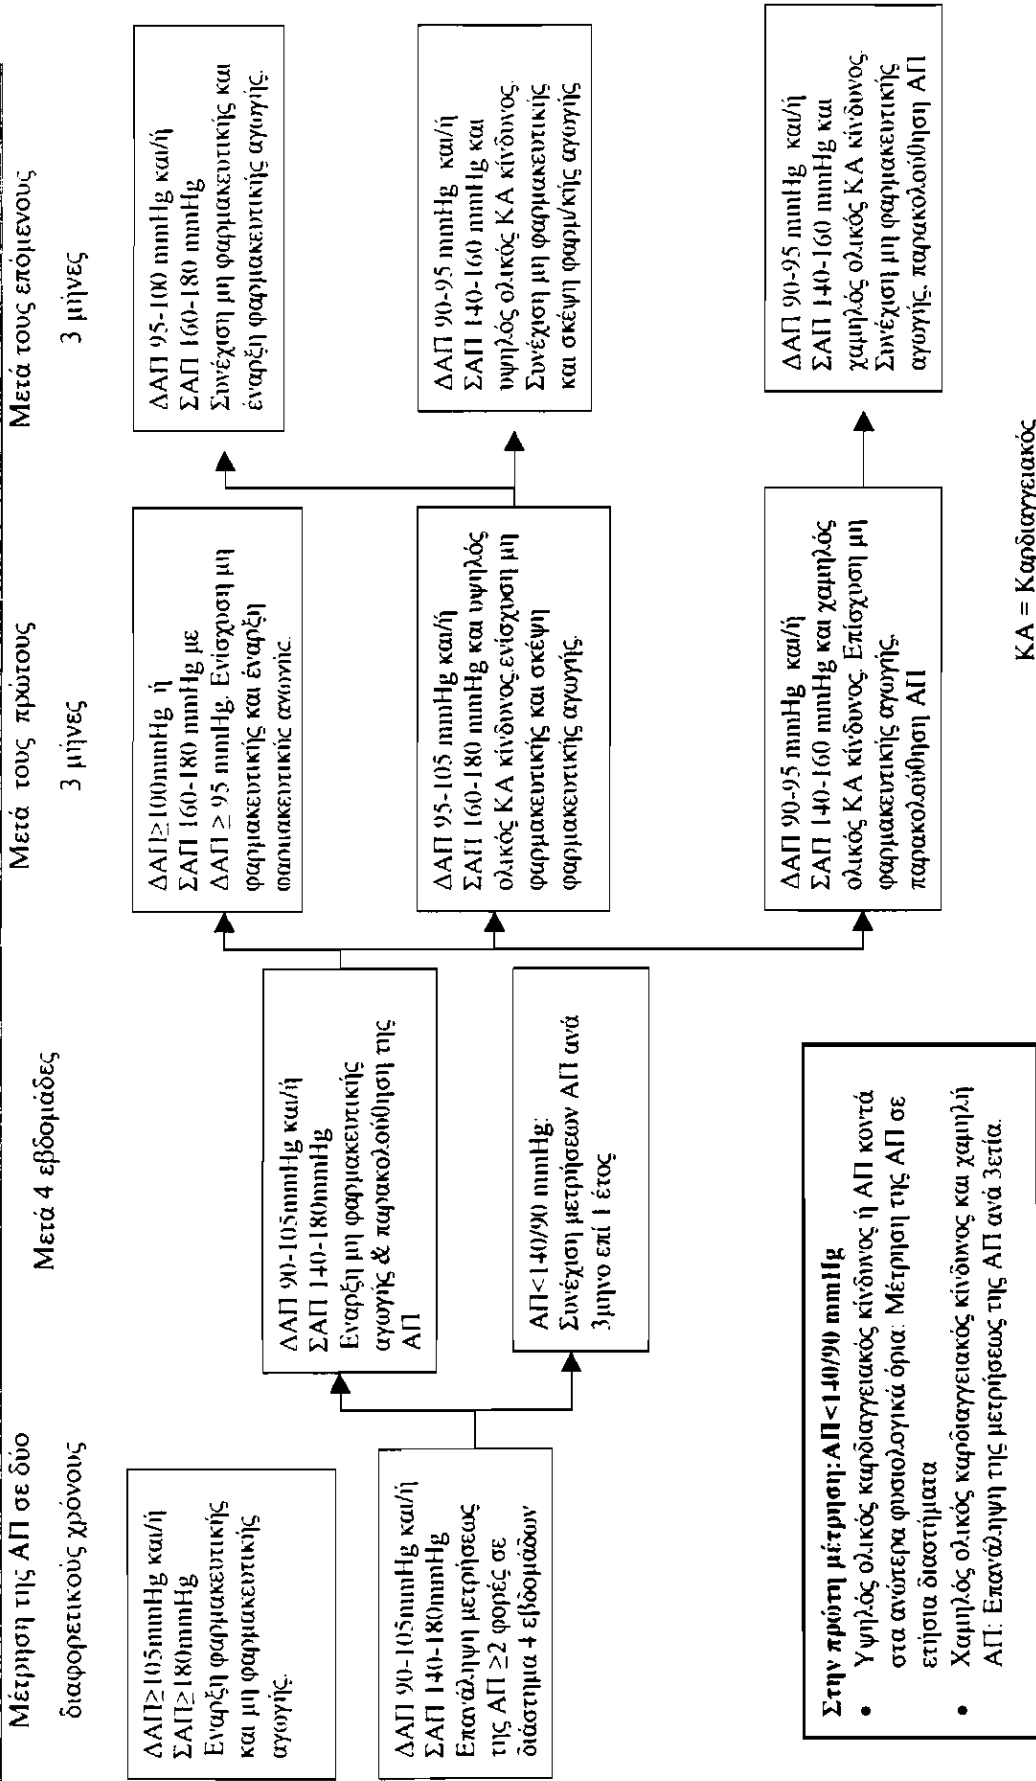 Μέτρηση της ΑΠ σε δύο
διαφορετικούς χρόνους
Μετά 4 εβδομάδες
Μετά τους πρώτους
3 μήνες
Μετά τους επόμενους
3 μήνες
ΔΑΠ≥105mmHg και/ή
ΣΑΠ≥180mmHg
Εναρξη φαρμακευτικής
και μη φαρμακευτικής
αγωγής.
ΔΑΠ 90-105mmHg και/ή
ΣΑΠ 140-180mmHg
Επανάληψη μετρήσεως
της ΑΠ ≥2 φορές σε
διάστημα 4 εβδομάδων
ΔΑΠ 90-105mmHg και/ή
ΣΑΠ 140-180mmHg
Εναρξη μη φαρμακευτικής
αγωγής & παρακολούθηση της
ΑΠ
ΑΠ<140/90 mmHg:
Συνέχιση μετρήσεων ΑΠ ανά
3μηνο επί 1 έτος
ΔΑΠ≥100mmHg ή
ΣΑΠ 160-180 mmHg με
ΔΑΠ ≥ 95 mmHg. Ενίσχυση μη
φαρμακευτικής και έναρξη
φαρμακευτικής αγωγής.
ΔΑΠ 95-105 mmHg και/ή
ΣΑΠ 160-180 mmHg και υψηλός
ολικός ΚΑ κίνδυνος.ενίσχυση μη
φαρμακευτικής και σκέψη
φαρμακευτικής αγωγής.
ΔΑΠ 90-95 mmHg και/ή
ΣΑΠ 140-160 mmHg και χαμηλός
ολικός ΚΑ κίνδυνος. Επίσχυση μη
φαρμακευτικής αγωγής.
παρακολούθηση ΑΠ
ΔΑΠ 95-100 mmHg και/ή
ΣΑΠ 160-180 mmHg
Συνέχιση μη φαρμακευτικής και
έναρξη φαρμακευτικής αγωγής.
ΔΑΠ 90-95 mmHg και/ή
ΣΑΠ 140-160 mmHg και
υψηλός ολικός ΚΑ κίνδυνος.
Συνέχιση μη φαρμακευτικής
και σκέψη φαρμ/κής αγωγής
ΔΑΠ 90-95 mmHg και/ή
ΣΑΠ 140-160 mmHg και
χαμηλός ολικός ΚΑ κίνδυνος.
Συνέχιση μη φαρμακευτικής
αγωγής, παρακολούθηση ΑΠ
Στην πρώτη μέτρηση:ΑΠ<140/90 mmHg
• Υψηλός ολικός καρδιαγγειακός κίνδυνος ή ΑΠ κοντά
στα ανώτερα φυσιολογικά όρια: Μέτρηση της ΑΠ σε
ετήσια διαστήματα
• Χαμηλός ολικός καρδιαγγειακός κίνδυνος και χαμηλή
ΑΠ: Επανάληψη της μετρήσεως της ΑΠ ανά 3ετία.
ΚΑ = Καρδιαγγειακός